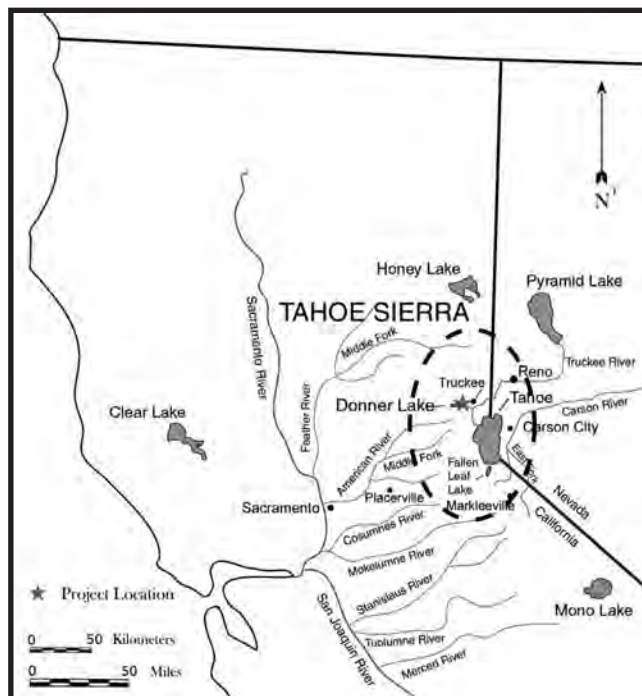 N
Honey Lake
Pyramid Lake
TAHOE SIERRA
Middle Fork
Sacramento River
Feather River
Truckee River
Truckee
Reno
Donner Lake
Tahoe
Carson River
Clear Lake
Carson City
American River
Middle Fork
East Fork
Fallen
Leaf
Lake
Placerville
Sacramento
Markleeville
Nevada
California
Cosumnes River
Mokelumne River
Stanislaus River
Project Location
Mono Lake
San Joaquin River
0 50 Kilometers
Tuolumne River
0 50 Miles
Merced River